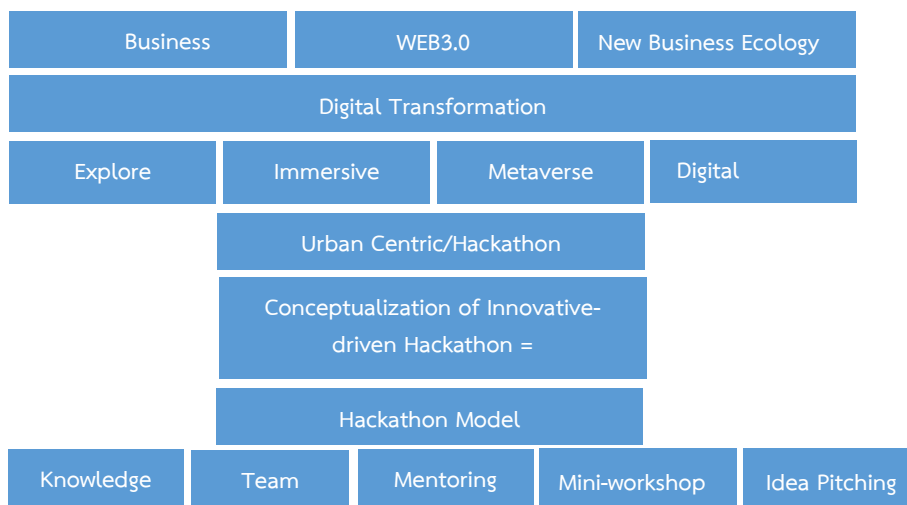 Business
WEB3.0
New Business Ecology
Digital Transformation
Explore
Immersive
Metaverse
Digital
Urban Centric/Hackathon
Conceptualization of Innovative-
driven Hackathon =
Hackathon Model
Knowledge
Team
Mentoring
Mini-workshop
Idea Pitching